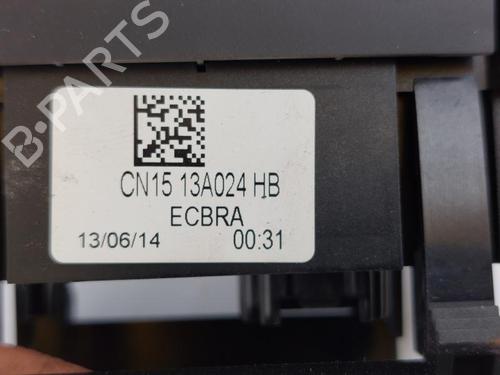 B-PARTS
CN15 13A024 HB
ECBRA
13/06/14 00:31